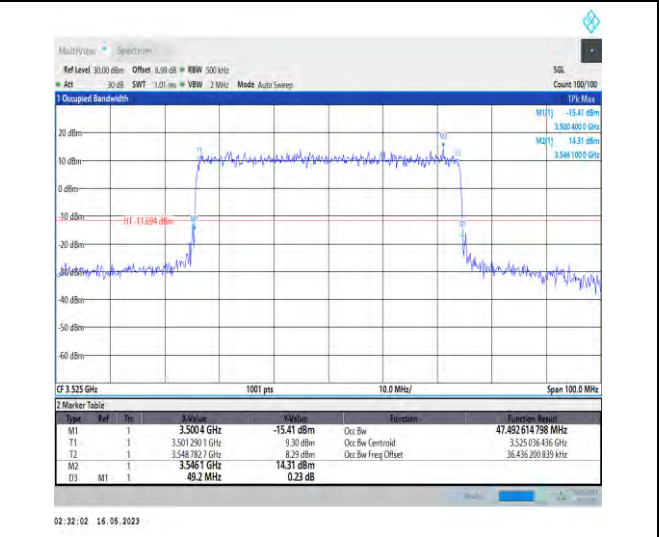 MultiView Spectrum
Ref Level 30.00 dBm Offset 8.99 dB RBW 500 kHz SGL
Att 30 dB SWT 1.01 ms VBW 2 MHz Mode Auto Sweep Count 100/100
1 Occupied Bandwidth 1Pk Max
M1[1] -15.41 dBm
3.500 400 0 GHz
M2[1] 14.31 dBm
3.546 100 0 GHz
20 dBm
10 dBm
0 dBm
-10 dBm
H1 -11.694 dBm
-20 dBm
-30 dBm
-40 dBm
-50 dBm
-60 dBm
CF 3.525 GHz 1001 pts 10.0 MHz/ Span 100.0 MHz
2 Marker Table
Type Ref Trc X-Value Y-Value Function Function Result
M1 1 3.5004 GHz -15.41 dBm Occ Bw 47.492 614 798 MHz
T1 1 3.501 290 1 GHz 9.30 dBm Occ Bw Centroid 3.525 036 436 GHz
T2 1 3.548 782 7 GHz 8.29 dBm Occ Bw Freq Offset 36.436 200 839 kHz
M2 1 3.5461 GHz 14.31 dBm
D3 M1 1 49.2 MHz 0.23 dB
02:32:02 16.05.2023